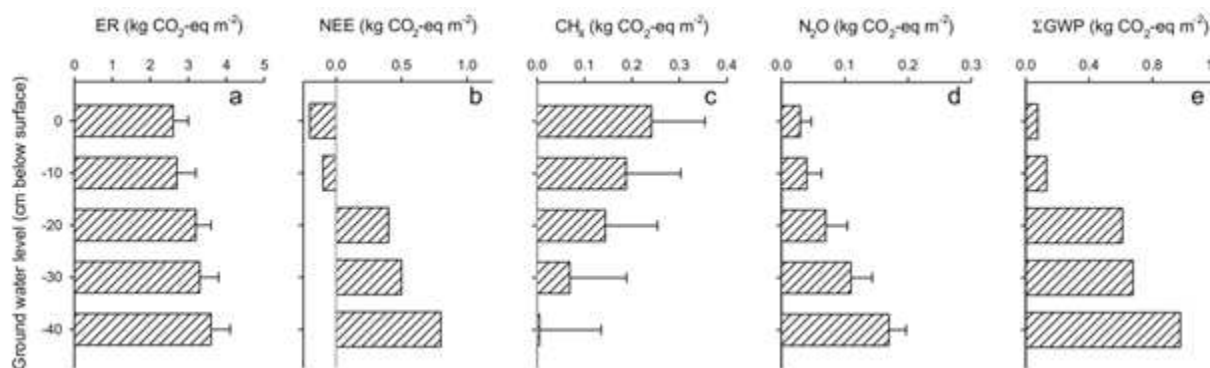 ER (kg CO2-eq m-2)
NEE (kg CO2-eq m-2)
CH4 (kg CO2-eq m-2)
N2O (kg CO2-eq m-2)
ΣGWP (kg CO2-eq m-2)
0 1 2 3 4 5
0.0 0.5 1.0
0.0 0.1 0.2 0.3 0.4
0.0 0.1 0.2 0.3
0.0 0.4 0.8 1
a
b
c
d
e
Ground water level (cm below surface)
0
-10
-20
-30
-40